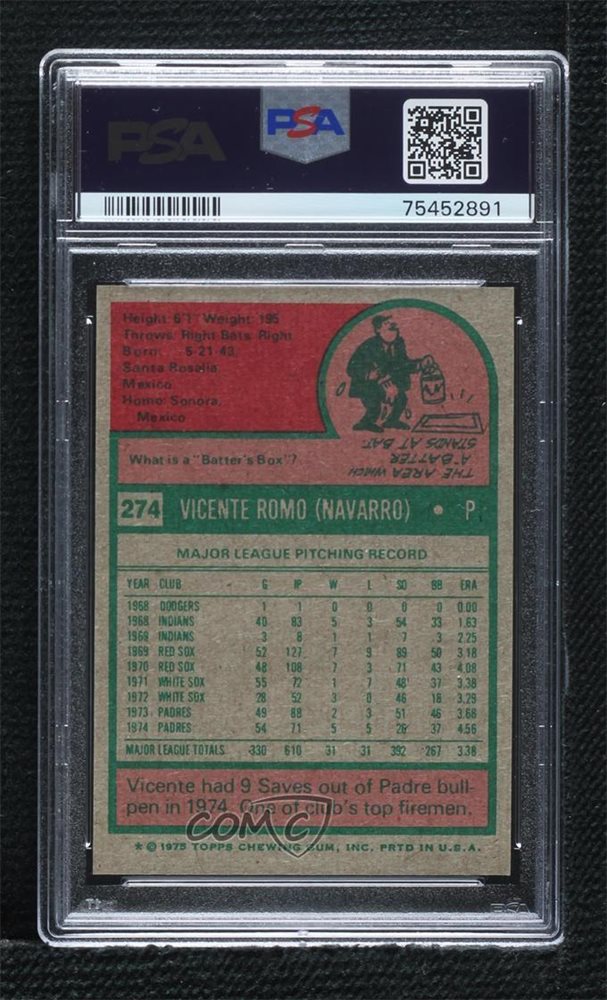 PSA
PSA
75452891
Height: 6'1 Weight: 195
Throws: Right Bats: Right
Born: 5-21-43
Santa Rosalia,
Mexico
Home: Sonora,
Mexico
What is a "Batter's Box"?
THE AREA WHICH
A BATTER
STANDS AT BAT.
274 VICENTE ROMO (NAVARRO) • P
MAJOR LEAGUE PITCHING RECORD
YEAR CLUB G IP W L SO BB ERA
1968 DODGERS 1 1 0 0 0 0 0.00
1968 INDIANS 40 83 5 3 54 33 1.63
1969 INDIANS 3 8 1 1 7 3 2.25
1969 RED SOX 52 127 7 9 89 50 3.18
1970 RED SOX 48 108 7 3 71 43 4.08
1971 WHITE SOX 55 72 1 7 48 37 3.38
1972 WHITE SOX 28 52 3 0 46 18 3.29
1973 PADRES 49 88 2 3 51 46 3.68
1974 PADRES 54 71 5 5 26 37 4.56
MAJOR LEAGUE TOTALS 330 610 31 31 392 267 3.38
Vicente had 9 Saves out of Padre bull-
pen in 1974. One of club's top firemen.
COMC
* © 1975 TOPPS CHEWING GUM, INC. PRTD IN U.S.A.
PSA